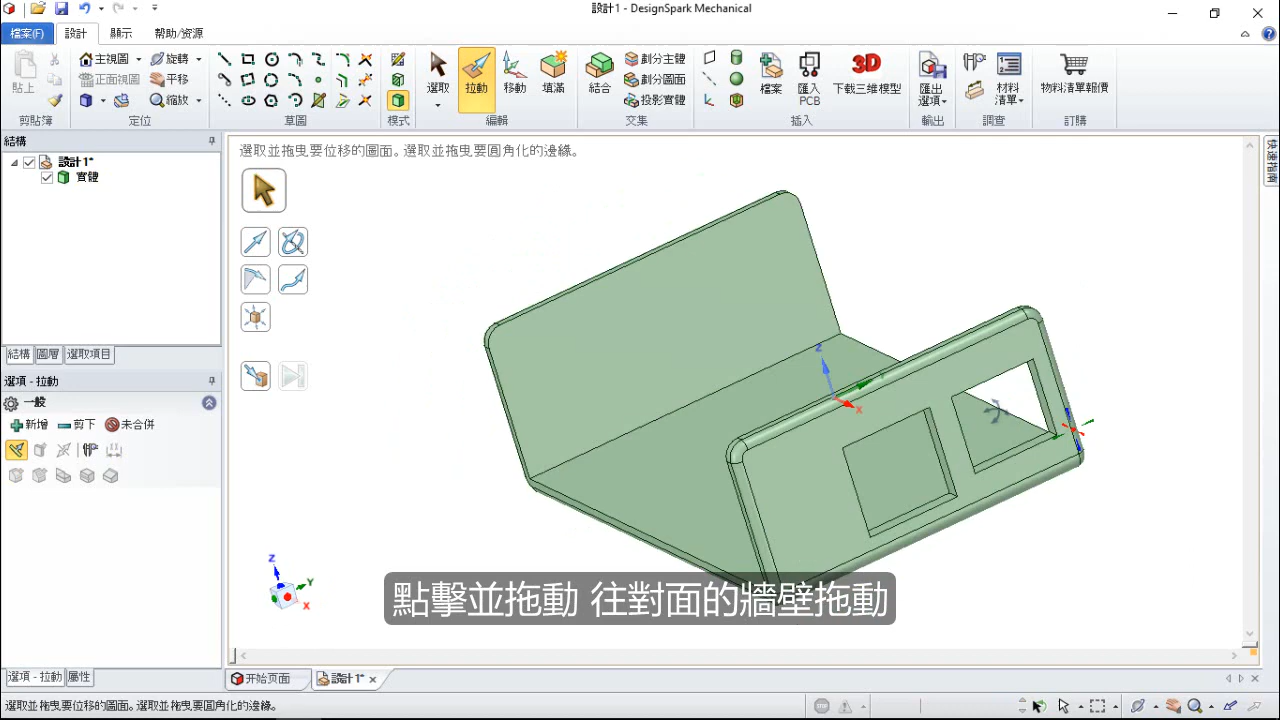 設計1 - DesignSpark Mechanical
檔案(F) 設計 顯示 幫助/資源
貼上
剪貼簿
主視圖 旋轉
正面視圖 平移
縮放
定位
草圖
模式
選取 拉動 移動 填滿
編輯
結合 劃分主體
劃分圖面
投影實體
交集
檔案 匯入 PCB 下載三維模型
插入
匯出 選項
輸出
材料 清單
調查
物料清單報價
訂購
結構
設計1*
實體
結構 圖層 選取項目
選項 - 拉動
一般
新增 剪下 未合併
選項 - 拉動 屬性
選取並拖曳要位移的圖面。選取並拖曳要圓角化的邊緣。
快速指南
Z
X
Z
Y
X
點擊並拖動 往對面的牆壁拖動
开始页面 設計1*
選取並拖曳要位移的圖面。選取並拖曳要圓角化的邊緣。